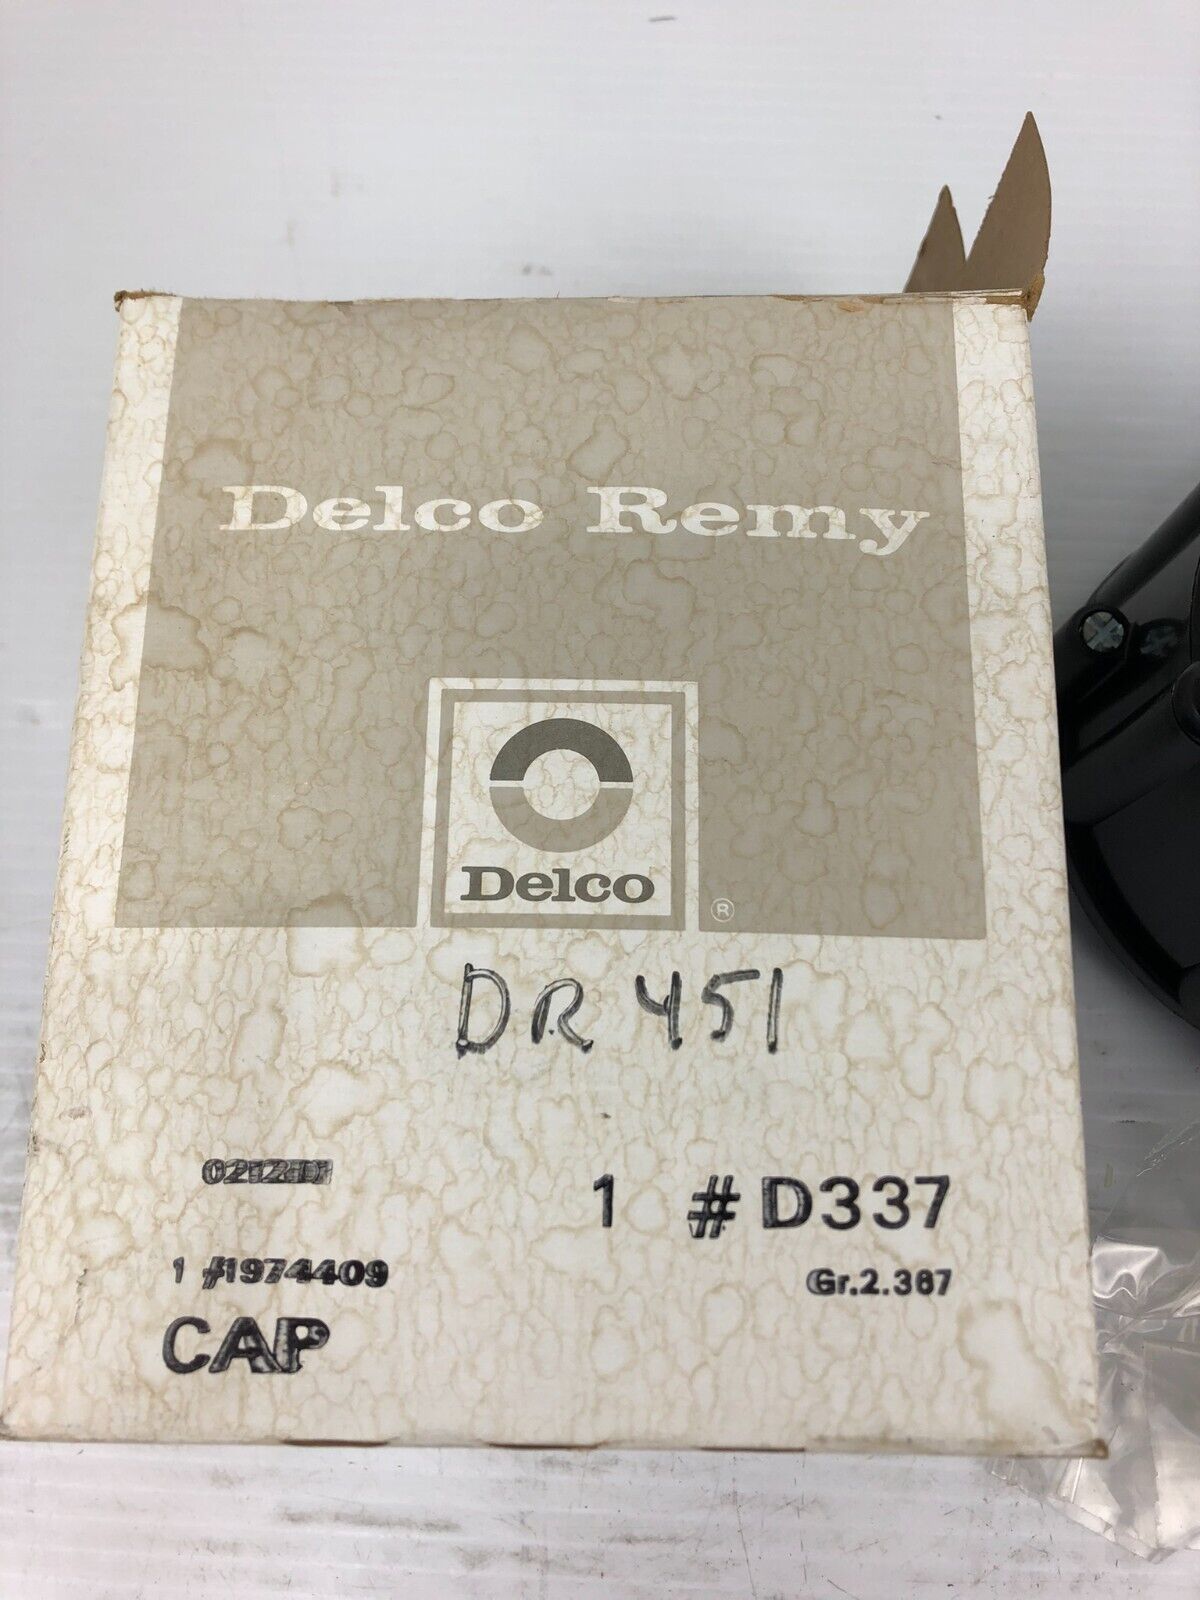 Delco Remy
Delco
®
DR 451
1 # D337
1 #1974409
Gr.2.367
CAP